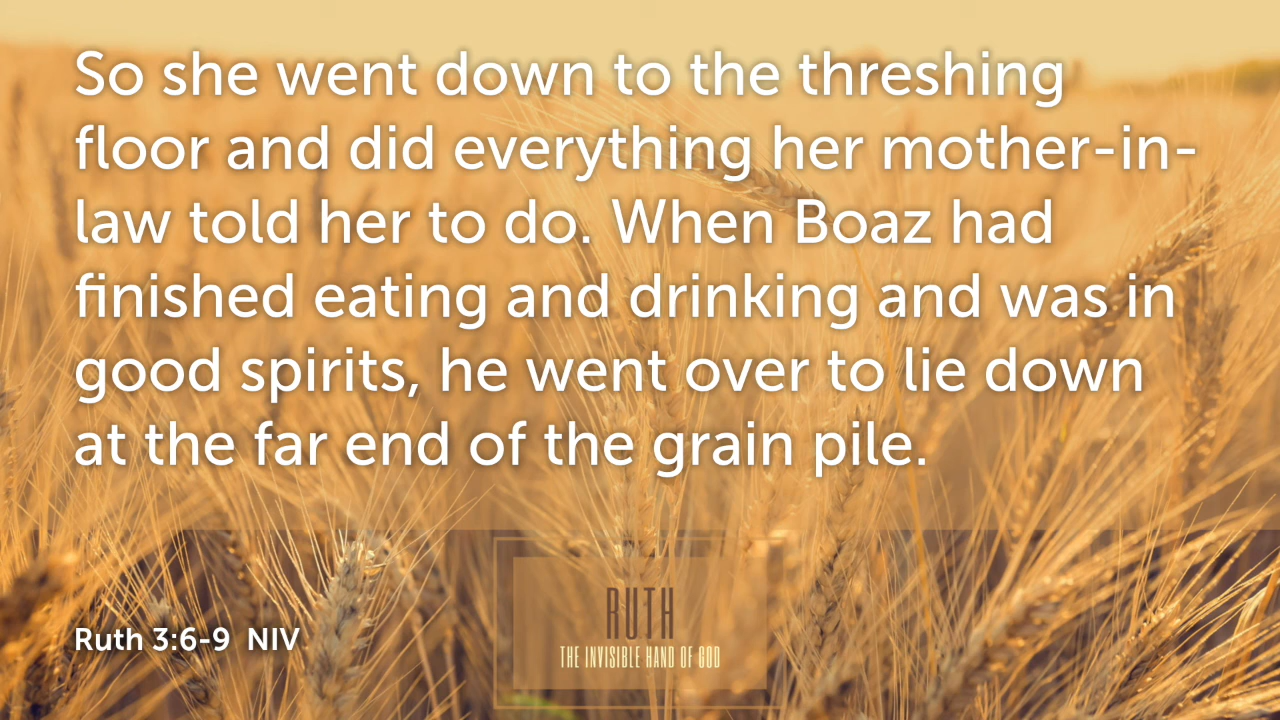 So she went down to the threshing
floor and did everything her mother-in-
law told her to do. When Boaz had
finished eating and drinking and was in
good spirits, he went over to lie down
at the far end of the grain pile.
Ruth 3:6-9 NIV
RUTH
THE INVISIBLE HAND OF GOD